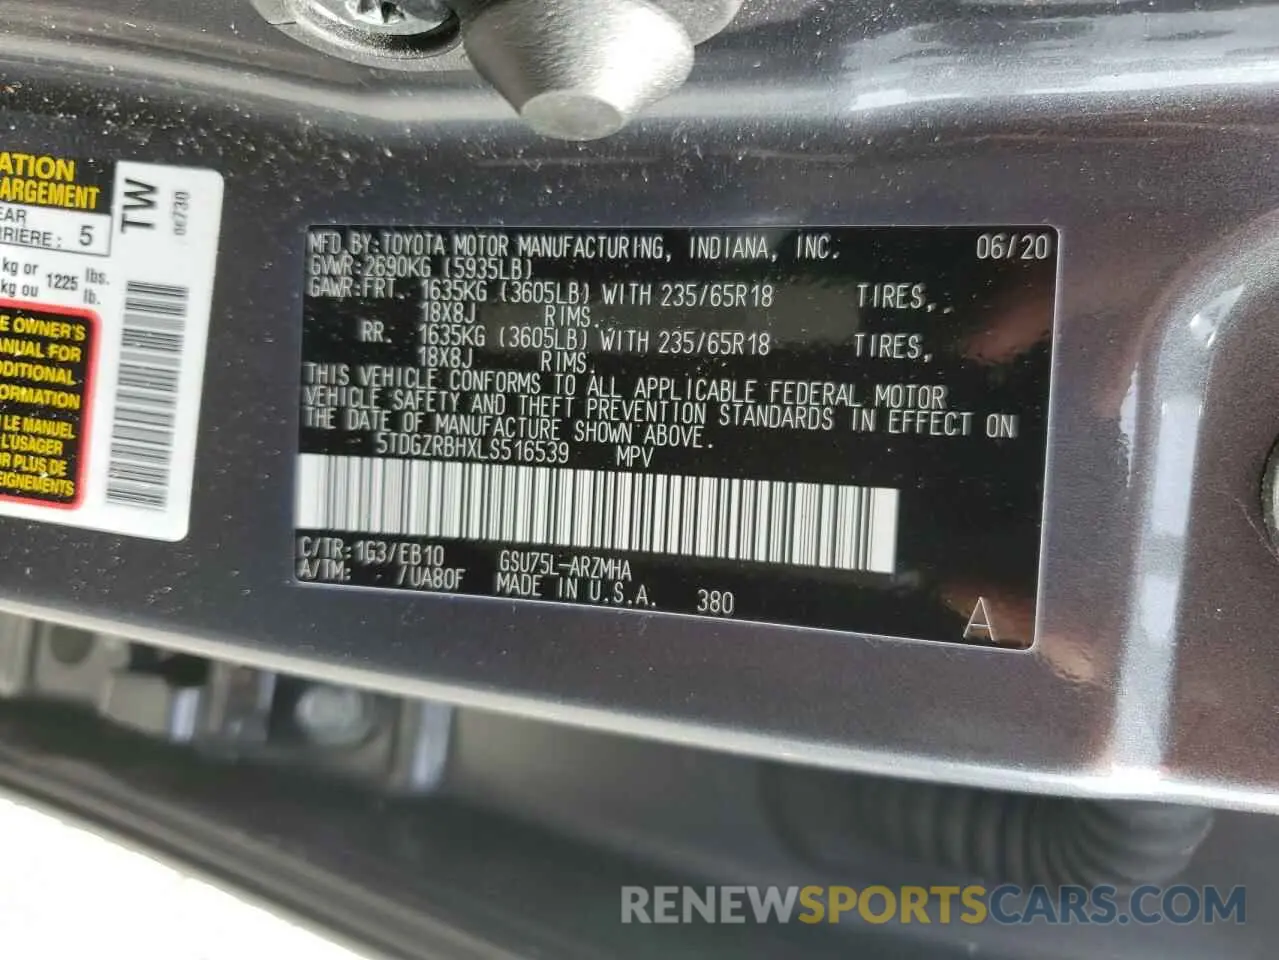 ATION
ARGEMENT
EAR
RRIÈRE: 5
kg or 1225 lbs.
kg ou lb.
E OWNER'S
ANUAL FOR
DDITIONAL
ORMATION
LE MANUEL
L'USAGER
R PLUS DE
EIGNEMENTS
TW
0E730
MFD.BY:TOYOTA MOTOR MANUFACTURING, INDIANA, INC. 06/20
GVWR:2690KG (5935LB)
GAWR:FRT. 1635KG (3605LB) WITH 235/65R18 TIRES,.
18X8J RIMS.
RR. 1635KG (3605LB) WITH 235/65R18 TIRES,
18X8J RIMS.
THIS VEHICLE CONFORMS TO ALL APPLICABLE FEDERAL MOTOR
VEHICLE SAFETY AND THEFT PREVENTION STANDARDS IN EFFECT ON
THE DATE OF MANUFACTURE SHOWN ABOVE.
5TDGZRBHXLS516539 MPV
C/TR:1G3/EB10 GSU75L-ARZMHA
A/TM: -/UA80F MADE IN U.S.A. 380
A
RENEWSPORTSCARS.COM